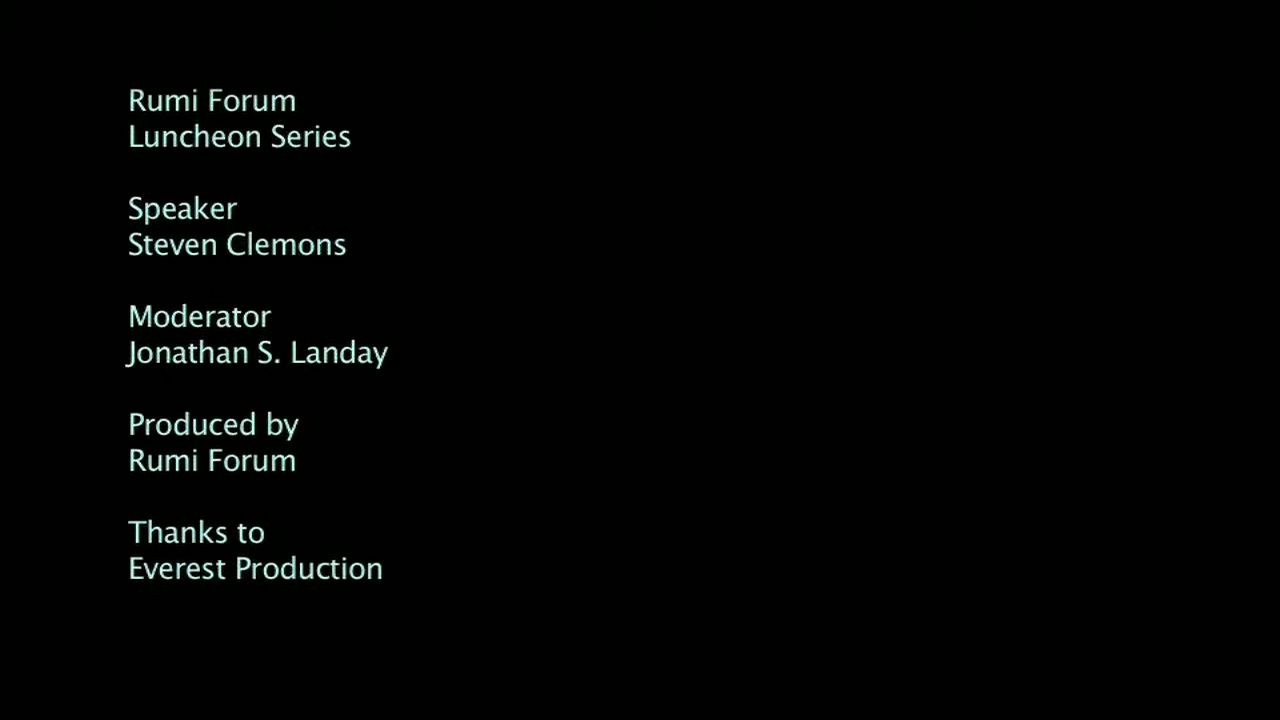 Rumi Forum
Luncheon Series
Speaker
Steven Clemons
Moderator
Jonathan S. Landay
Produced by
Rumi Forum
Thanks to
Everest Production